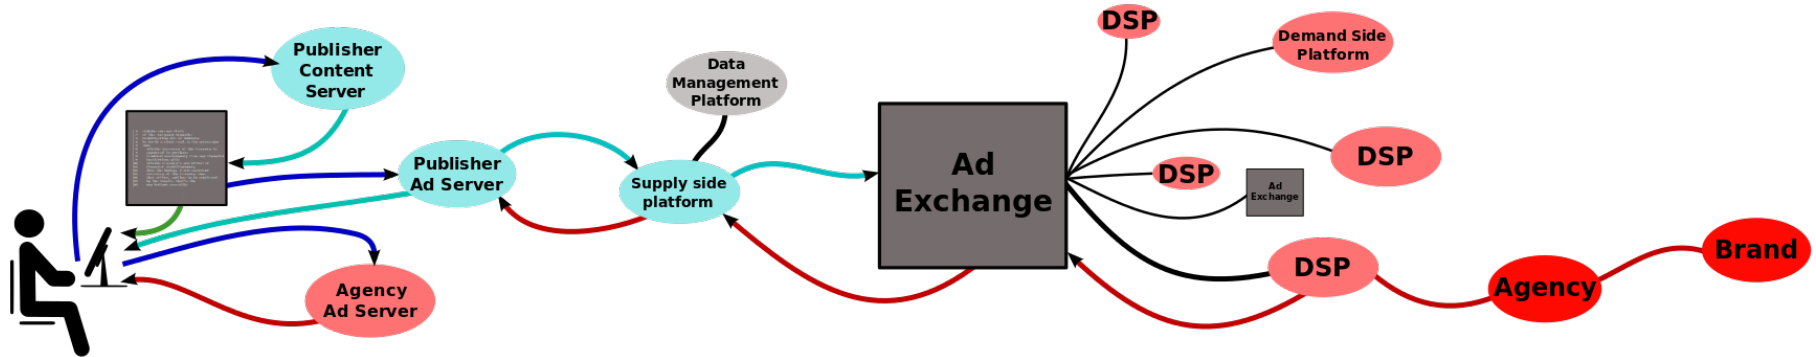 Publisher
Content
Server
Publisher
Ad Server
Agency
Ad Server
Data
Management
Platform
Supply side
platform
Ad
Exchange
DSP
Demand Side
Platform
DSP
DSP
Ad
Exchange
DSP
Agency
Brand